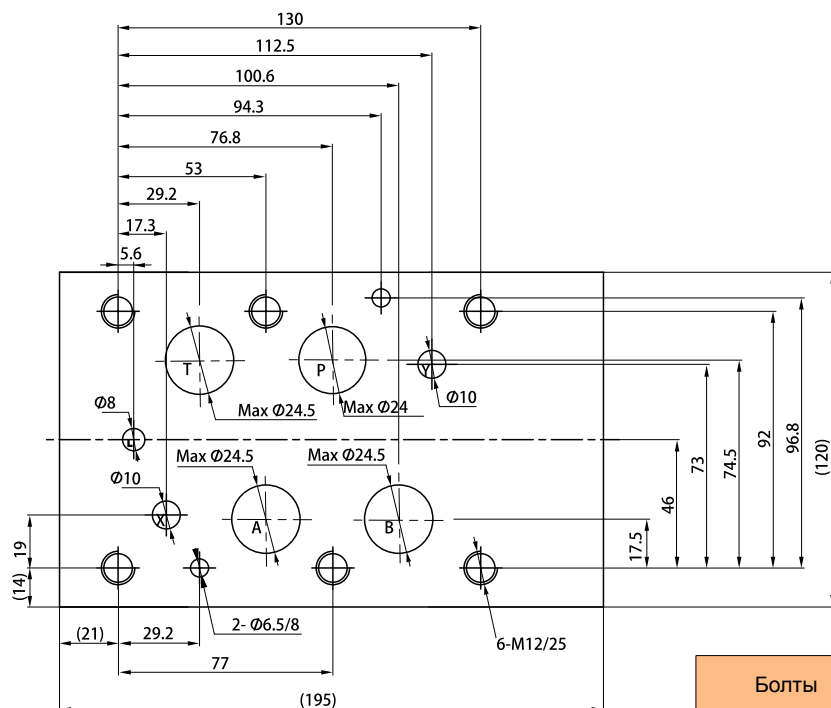 130
112.5
100.6
94.3
76.8
53
29.2
17.3
5.6
T
P
Y
Max Ø24.5
Max Ø24
Ø10
Ø8
L
Max Ø24.5
Max Ø24.5
Ø10
X
A
B
19
(14)
17.5
46
73
74.5
92
96.8
(120)
(21)
29.2
2- Ø6.5/8
6-M12/25
77
(195)
Болты